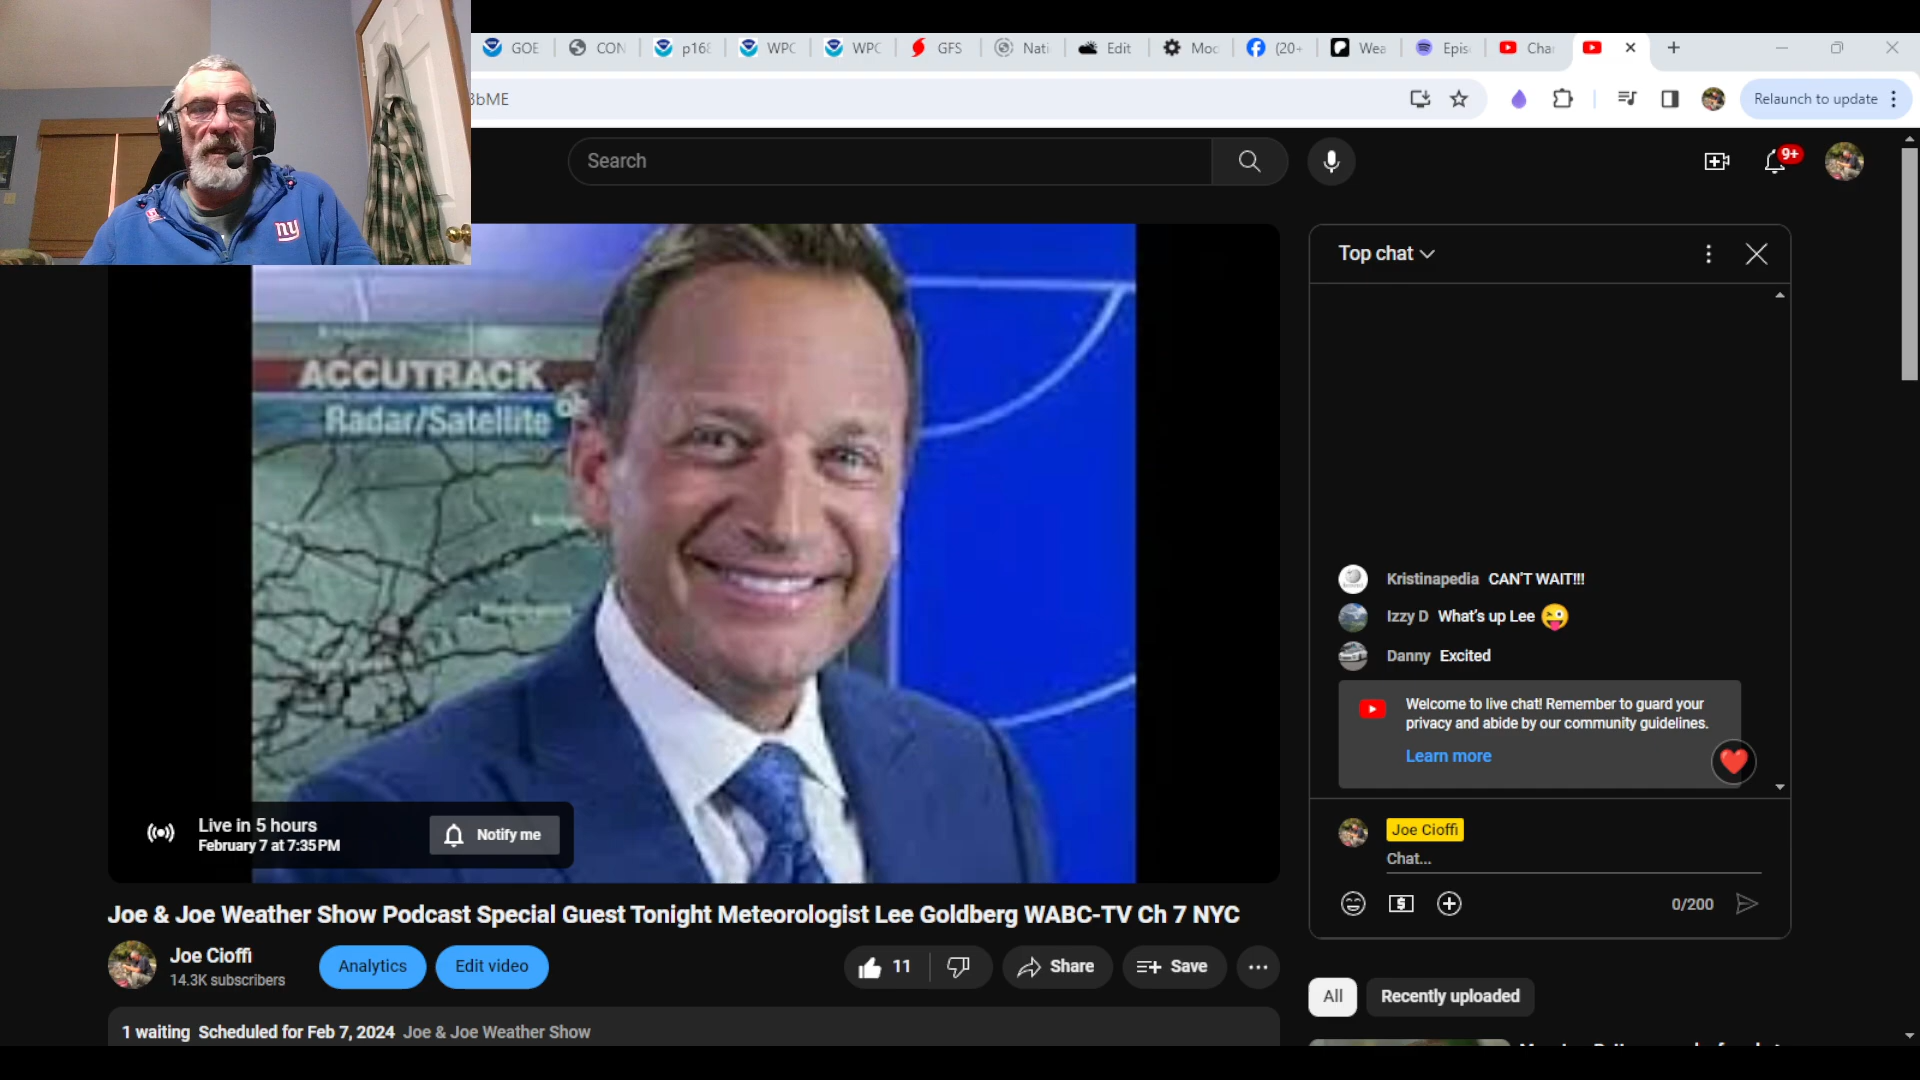 GOE
CON
p168
WPC
WPC
GFS
Nati
Edit
Moc
(20+
Wea
Epis
Cha
3bME
Relaunch to update
Search
9+
ny
Top chat
ACCUTRACK
Radar/Satellite
Kristinapedia CAN'T WAIT!!!
Izzy D What's up Lee
Danny Excited
Welcome to live chat! Remember to guard your
privacy and abide by our community guidelines.
Learn more
Live in 5 hours
February 7 at 7:35 PM
Notify me
Joe Cioffi
Chat...
0/200
Joe & Joe Weather Show Podcast Special Guest Tonight Meteorologist Lee Goldberg WABC-TV Ch 7 NYC
Joe Cioffi
14.3K subscribers
Analytics
Edit video
11
Share
Save
All
Recently uploaded
1 waiting Scheduled for Feb 7, 2024 Joe & Joe Weather Show